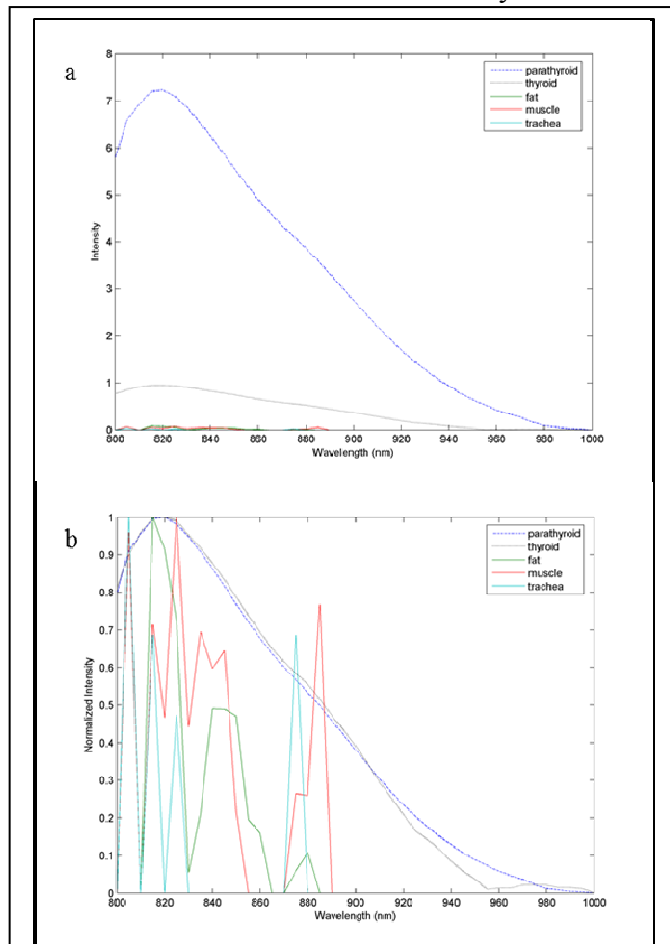 a
8
7
6
5
4
3
2
1
0
Intensity
800 820 840 860 880 900 920 940 960 980 1000
Wavelength (nm)
parathyroid
thyroid
fat
muscle
trachea
b
1
0.9
0.8
0.7
0.6
0.5
0.4
0.3
0.2
0.1
0
Normalized Intensity
800 820 840 860 880 900 920 940 960 980 1000
Wavelength (nm)
parathyroid
thyroid
fat
muscle
trachea